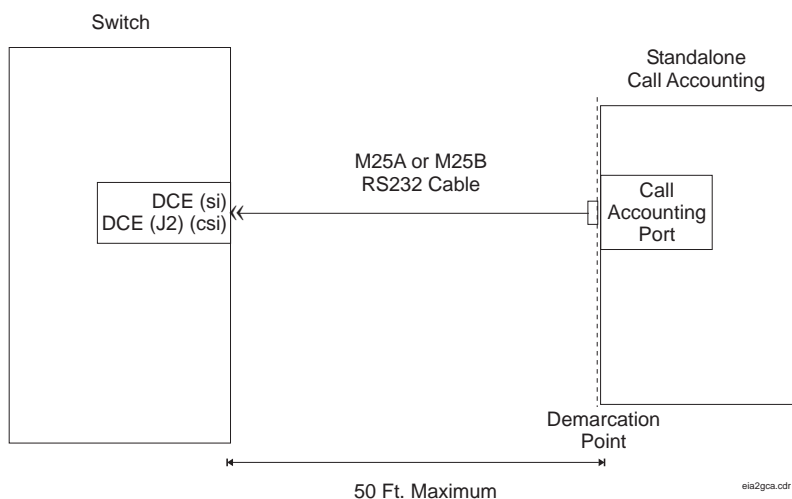 Switch
Standalone
Call Accounting
M25A or M25B
RS232 Cable
DCE (si)
DCE (J2) (csi)
Call
Accounting
Port
Demarcation
Point
50 Ft. Maximum
eia2gca.cdr